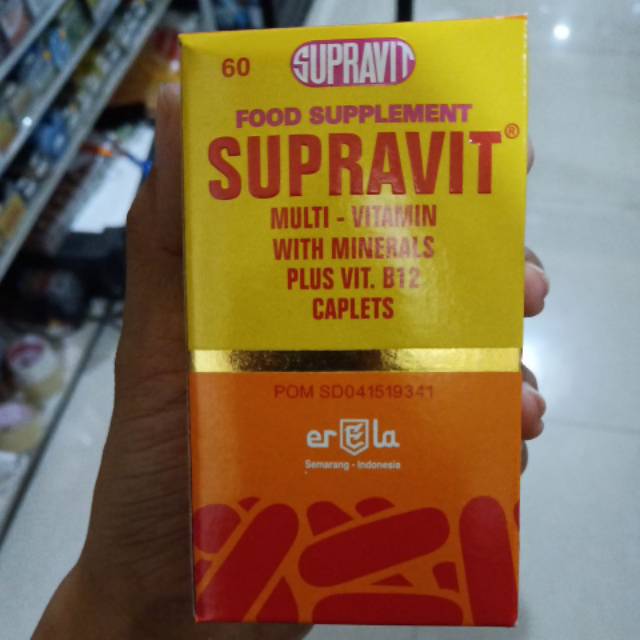 60
SUPRAVIT
FOOD SUPPLEMENT
SUPRAVIT®
MULTI - VITAMIN
WITH MINERALS
PLUS VIT. B12
CAPLETS
POM SD041519341
erela
Semarang - Indonesia